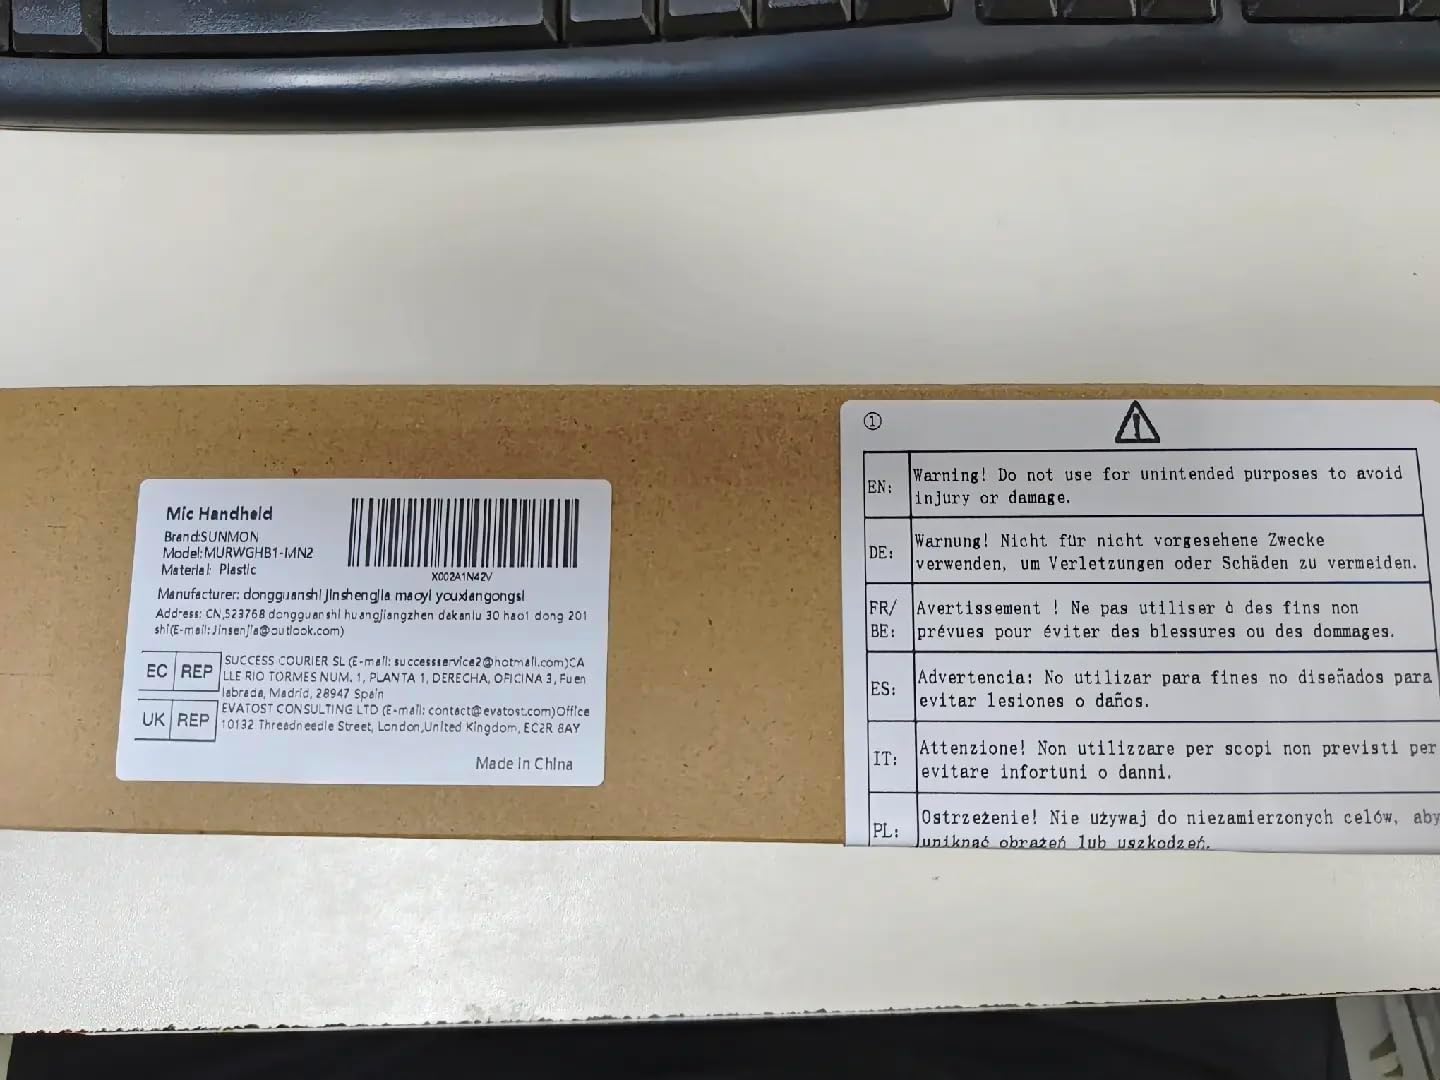 Mic Handheld
Brand:SUNMON
Model:MURWGHB1-MN2
Material: Plastic
X002A1N42V
Manufacturer: dongguanshi jinshengjia maoyi youxiangongsi
Address: CN,523768 dongguanshi huangjiangzhen dakanlu 30 hao1 dong 201
shi(E-mail:Jinsenjia@outlook.com)
EC REP
SUCCESS COURIER SL (E-mail: successservice2@hotmail.com)CA
LLE RIO TORMES NUM. 1, PLANTA 1, DERECHA, OFICINA 3, Fuen
labrada, Madrid, 28947 Spain
UK REP
EVATOST CONSULTING LTD (E-mail: contact@evatost.com)Office
10132 Threadneedle Street, London,United Kingdom, EC2R 8AY
Made in China
①
EN: Warning! Do not use for unintended purposes to avoid
injury or damage.
DE: Warnung! Nicht für nicht vorgesehene Zwecke
verwenden, um Verletzungen oder Schäden zu vermeiden.
FR/ Avertissement ! Ne pas utiliser à des fins non
BE: prévues pour éviter des blessures ou des dommages.
ES: Advertencia: No utilizar para fines no diseñados para
evitar lesiones o daños.
IT: Attenzione! Non utilizzare per scopi non previsti per
evitare infortuni o danni.
PL: Ostrzeżenie! Nie używaj do niezamierzonych celów, aby
uniknąć obrażeń lub uszkodzeń.